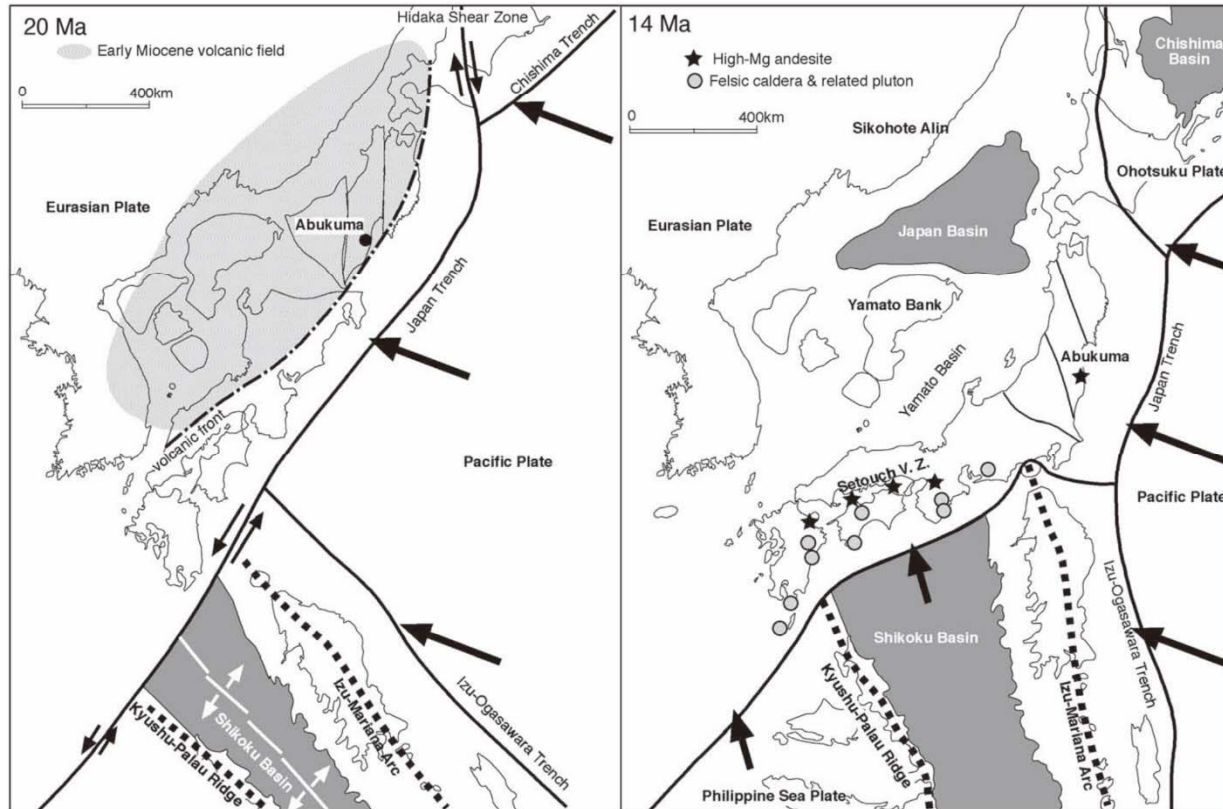 20 Ma
Early Miocene volcanic field
0
400km
Hidaka Shear Zone
Chishima Trench
Eurasian Plate
Abukuma
Japan Trench
volcanic front
Pacific Plate
Izu-Ogasawara Trench
Izu-Mariana Arc
Shikoku Basin
Kyushu-Palau Ridge
14 Ma
High-Mg andesite
Felsic caldera & related pluton
0
400km
Chishima
Basin
Sikohote Alin
Ohotsuku Plate
Eurasian Plate
Japan Basin
Yamato Bank
Abukuma
Yamato Basin
Japan Trench
Setouch V. Z.
Pacific Plate
Shikoku Basin
Izu-Ogasawara Trench
Kyushu-Palau Ridge
Izu-Mariana Arc
Philippine Sea Plate